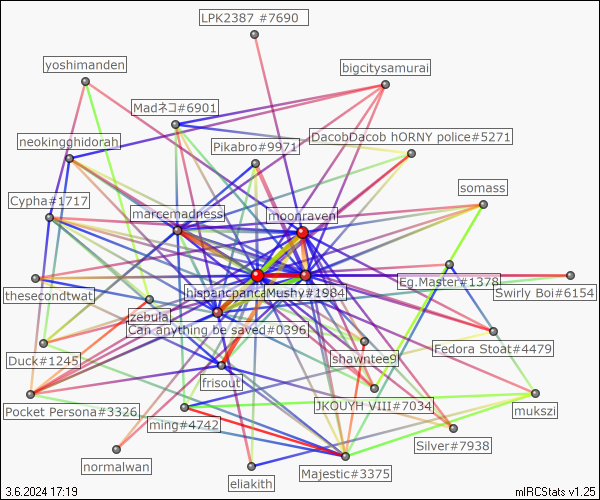 LPK2387 #7690
yoshimanden
bigcitysamurai
Madネコ#6901
DacobDacob hORNY police#5271
neokingghidorah
Pikabro#9971
somass
Cypha#1717
marcemadness
moonraven
Eg.Master#1378
thesecondtwat
hispancpanca
Mushy#1984
Swirly Boi#6154
zebula
Can anything be saved#0396
Fedora Stoat#4479
Duck#1245
shawntee9
frisout
Pocket Persona#3326
JKOUYH VIII#7034
mukszi
ming#4742
Silver#7938
normalwan
Majestic#3375
eliakith
3.6.2024 17:19
mIRCStats v1.25